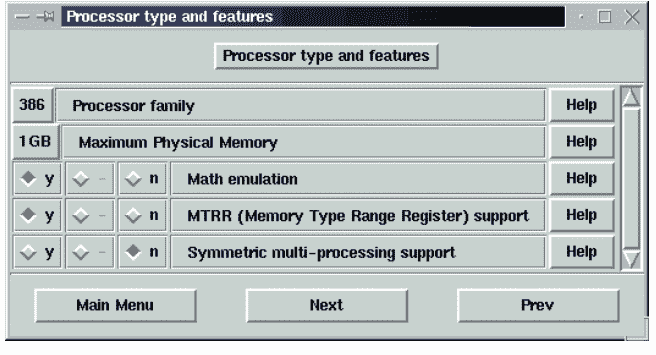 Processor type and features
Processor type and features
386 Processor family Help
1GB Maximum Physical Memory Help
y - n Math emulation Help
y - n MTRR (Memory Type Range Register) support Help
y - n Symmetric multi-processing support Help
Main Menu Next Prev